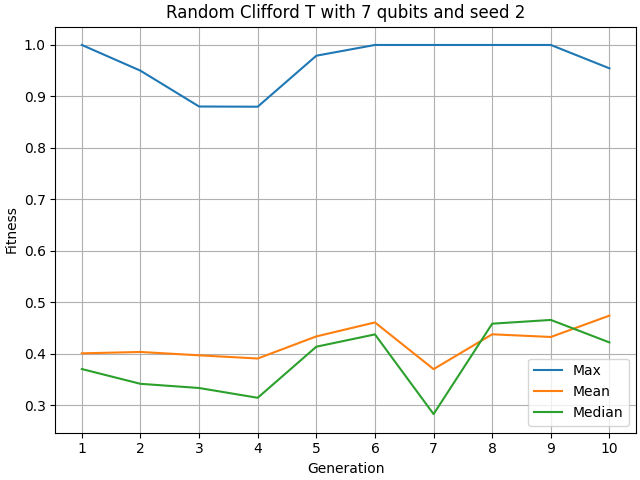 Random Clifford T with 7 qubits and seed 2
Fitness
1.0
0.9
0.8
0.7
0.6
0.5
0.4
0.3
Max
Mean
Median
1 2 3 4 5 6 7 8 9 10
Generation